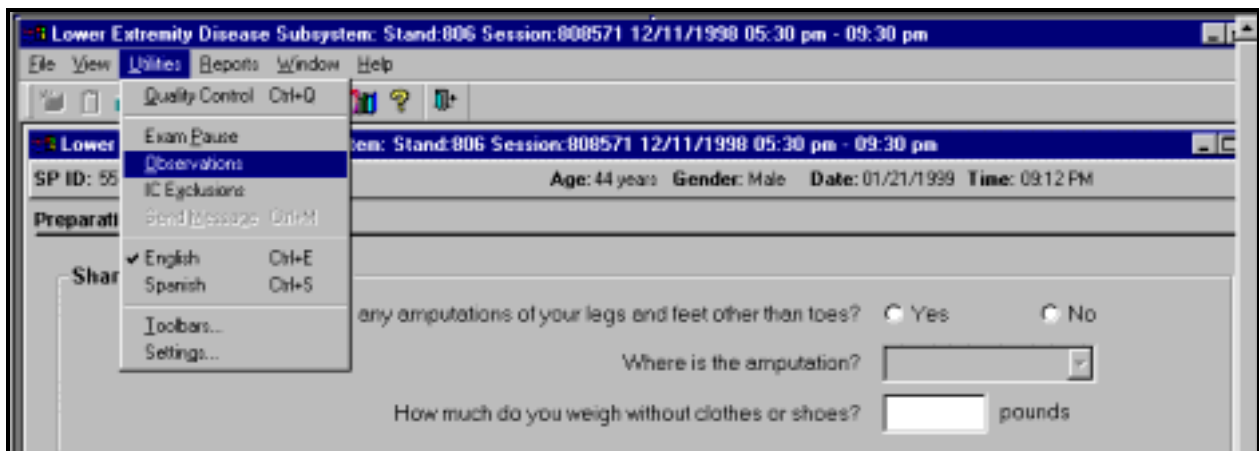 Lower Extremity Disease Subsystem: Stand:806 Session:808571 12/11/1998 05:30 pm - 09:30 pm
File View Utilities Reports Window Help
Quality Control Ctrl+Q
Exam Pause
Lower tem: Stand:806 Session:808571 12/11/1998 05:30 pm - 09:30 pm
Observations
SP ID: 55 Age: 44 years Gender: Male Date: 01/21/1999 Time: 09:12 PM
IC Exclusions
Send Message Ctrl+M
Preparati
English Ctrl+E
Shar
Spanish Ctrl+S
any amputations of your legs and feet other than toes? Yes No
Toolbars...
Settings...
Where is the amputation?
How much do you weigh without clothes or shoes? pounds